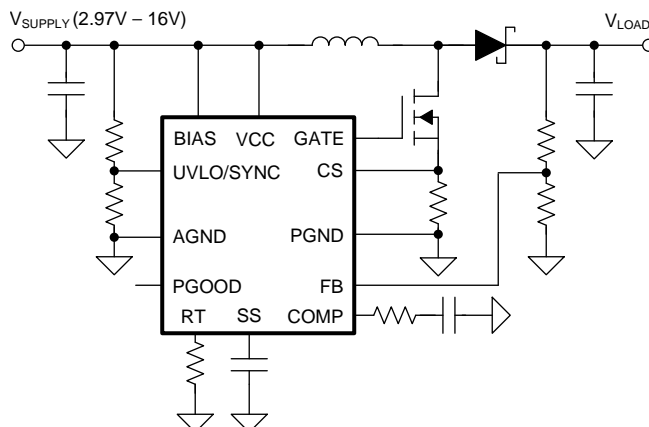 VSUPPLY (2.97V – 16V)
VLOAD
BIAS VCC GATE
UVLO/SYNC CS
AGND PGND
PGOOD FB
RT SS COMP